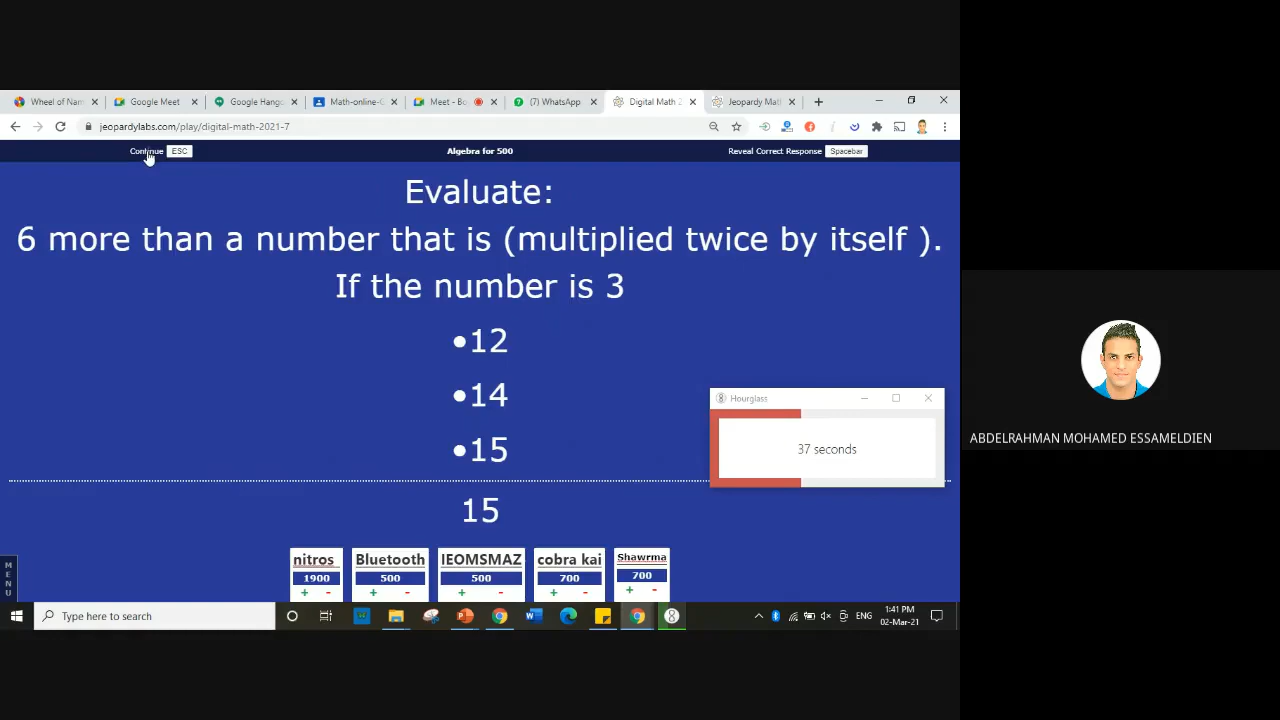 Wheel of Nam
Google Meet
Google Hango
Math-online-G
Meet - Bo
(7) WhatsApp
Digital Math 2
Jeopardy Math
jeopardylabs.com/play/digital-math-2021-7
Continue ESC
Algebra for 500
Reveal Correct Response Spacebar
Evaluate:
6 more than a number that is (multiplied twice by itself ).
If the number is 3
•12
•14
•15
15
Hourglass
37 seconds
ABDELRAHMAN MOHAMED ESSAMELDIEN
MENU
nitros Bluetooth IEOMSMAZ cobra kai Shawrma
1900 500 500 700 700
+ - + - + - + - + -
Type here to search
ENG
1:41 PM
02-Mar-21